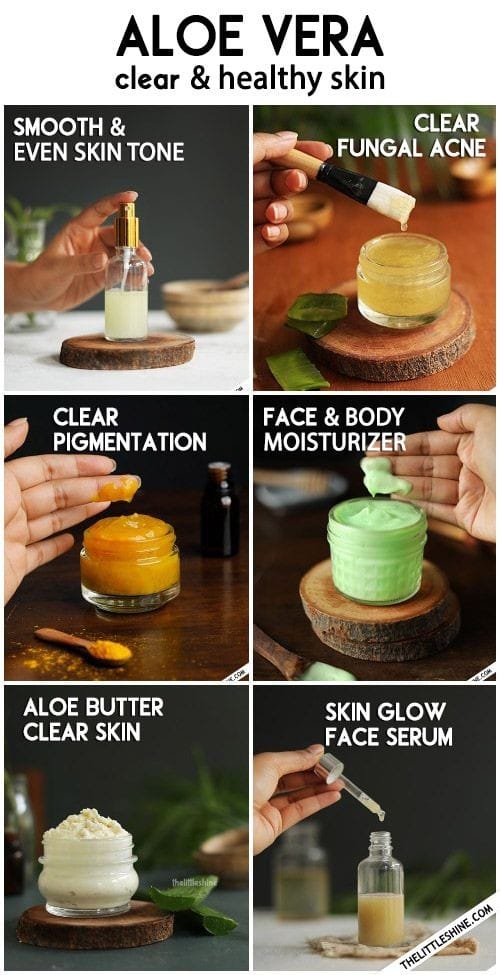 ALOE VERA
clear & healthy skin
SMOOTH &
EVEN SKIN TONE
CLEAR
FUNGAL ACNE
CLEAR
PIGMENTATION
FACE & BODY
MOISTURIZER
ALOE BUTTER
CLEAR SKIN
thelittleshine
SKIN GLOW
FACE SERUM
THELITTLESHINE.COM